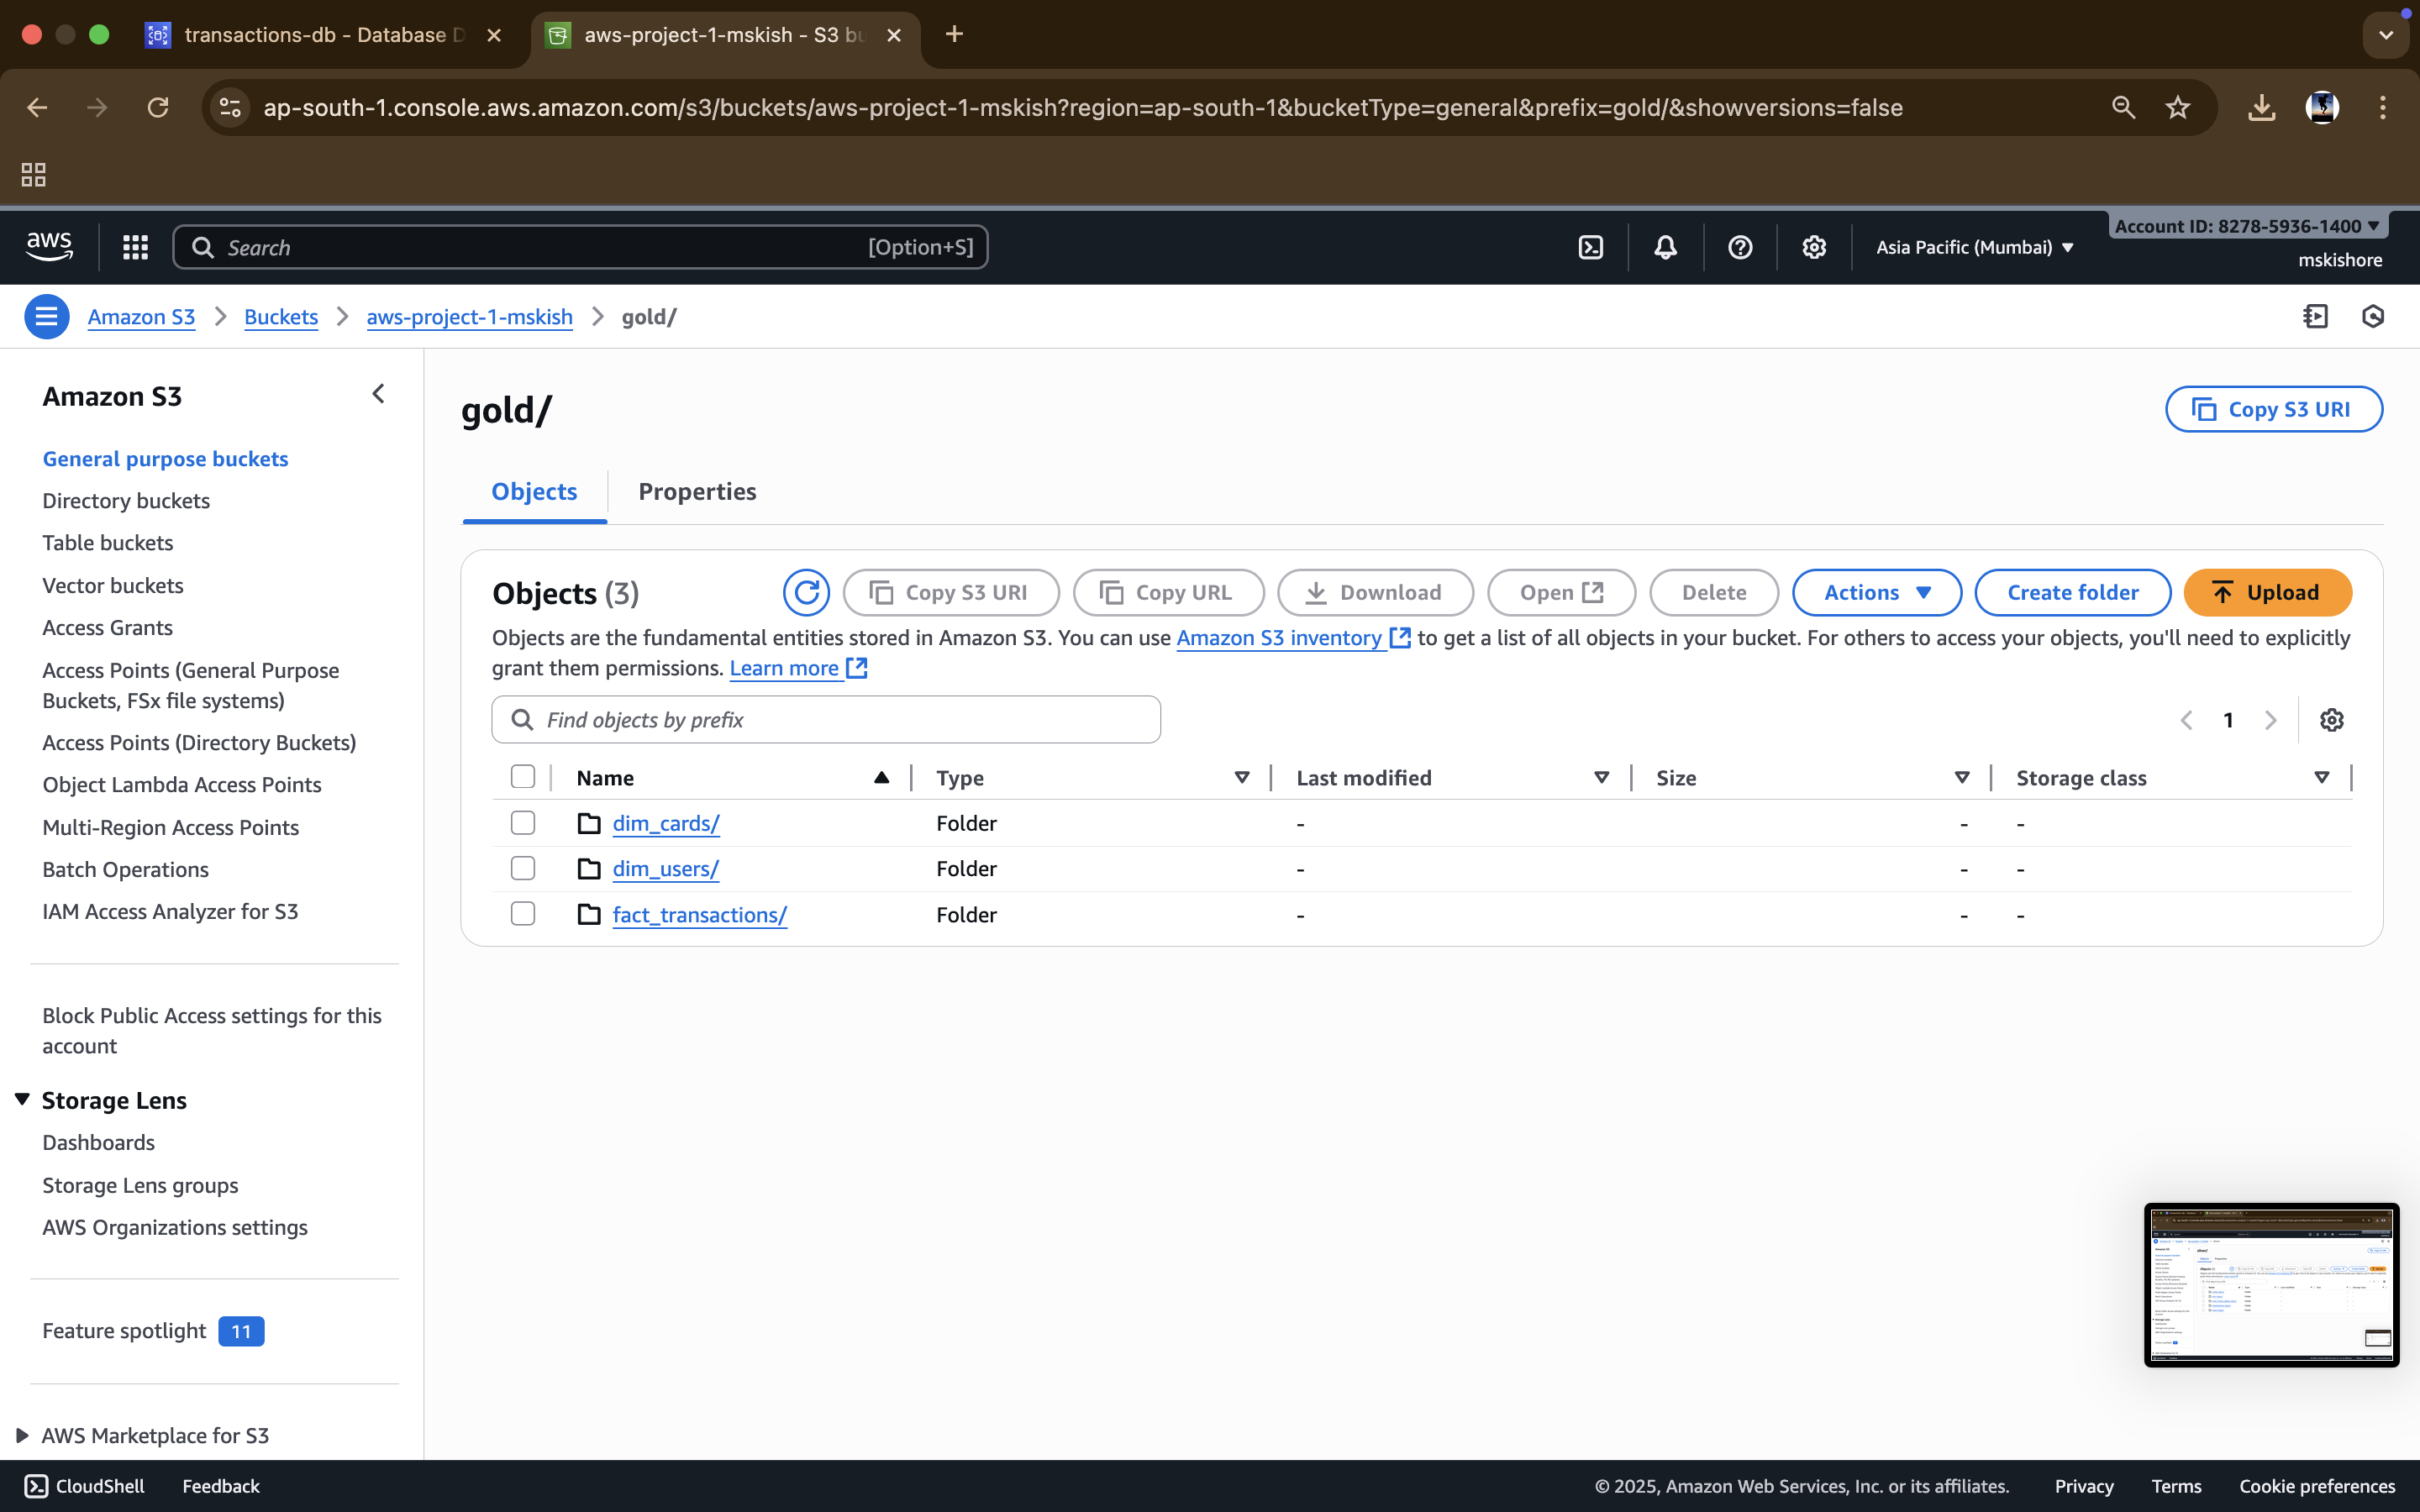 transactions-db - Database D
aws-project-1-mskish - S3 bu
ap-south-1.console.aws.amazon.com/s3/buckets/aws-project-1-mskish?region=ap-south-1&bucketType=general&prefix=gold/&showversions=false
aws
Search
[Option+S]
Asia Pacific (Mumbai)
Account ID: 8278-5936-1400
mskishore
Amazon S3 > Buckets > aws-project-1-mskish > gold/
Amazon S3
General purpose buckets
Directory buckets
Table buckets
Vector buckets
Access Grants
Access Points (General Purpose
Buckets, FSx file systems)
Access Points (Directory Buckets)
Object Lambda Access Points
Multi-Region Access Points
Batch Operations
IAM Access Analyzer for S3
Block Public Access settings for this
account
Storage Lens
Dashboards
Storage Lens groups
AWS Organizations settings
Feature spotlight 11
AWS Marketplace for S3
gold/
Copy S3 URI
Objects
Properties
Objects (3)
Copy S3 URI
Copy URL
Download
Open
Delete
Actions
Create folder
Upload
Objects are the fundamental entities stored in Amazon S3. You can use Amazon S3 inventory to get a list of all objects in your bucket. For others to access your objects, you'll need to explicitly
grant them permissions. Learn more
Find objects by prefix
1
Name Type Last modified Size Storage class
dim_cards/ Folder - - -
dim_users/ Folder - - -
fact_transactions/ Folder - - -
CloudShell
Feedback
© 2025, Amazon Web Services, Inc. or its affiliates.
Privacy
Terms
Cookie preferences